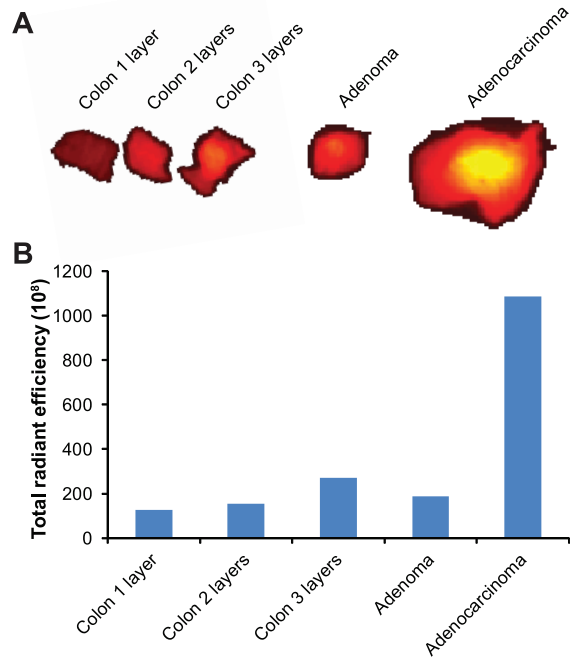 A
Colon 1 layer
Colon 2 layers
Colon 3 layers
Adenoma
Adenocarcinoma
B
Total radiant efficiency (10⁸)
1200
1000
800
600
400
200
0
Colon 1 layer
Colon 2 layers
Colon 3 layers
Adenoma
Adenocarcinoma